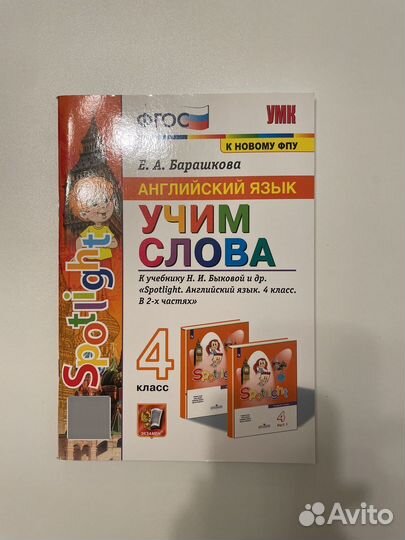 ФГОС
УМК
К НОВОМУ ФПУ
Е. А. Барашкова
АНГЛИЙСКИЙ ЯЗЫК
УЧИМ
СЛОВА
К учебнику Н. И. Быковой и др.
«Spotlight. Английский язык. 4 класс.
В 2-х частях»
Spotlight
4
класс
Spotlight
Spotlight
4
ЭКЗАМЕН
Avito